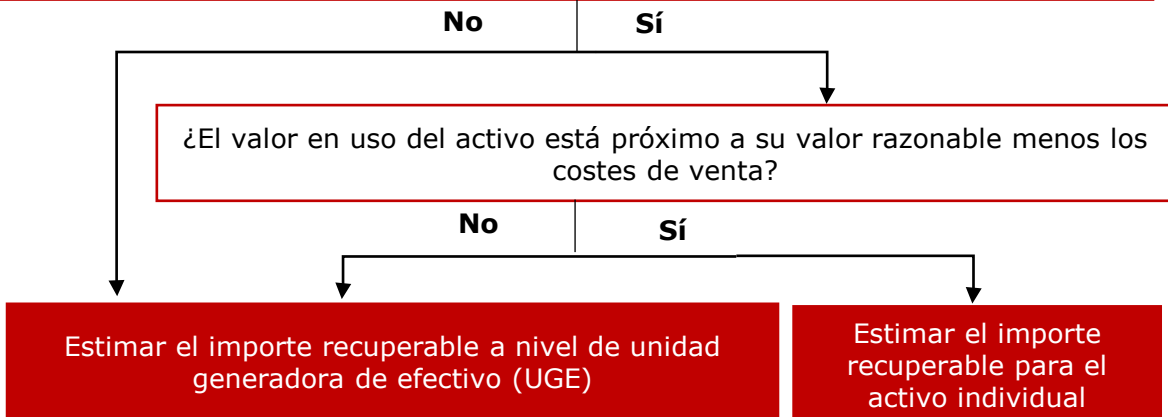 No
Sí
¿El valor en uso del activo está próximo a su valor razonable menos los
costes de venta?
No
Sí
Estimar el importe recuperable a nivel de unidad
generadora de efectivo (UGE)
Estimar el importe
recuperable para el
activo individual